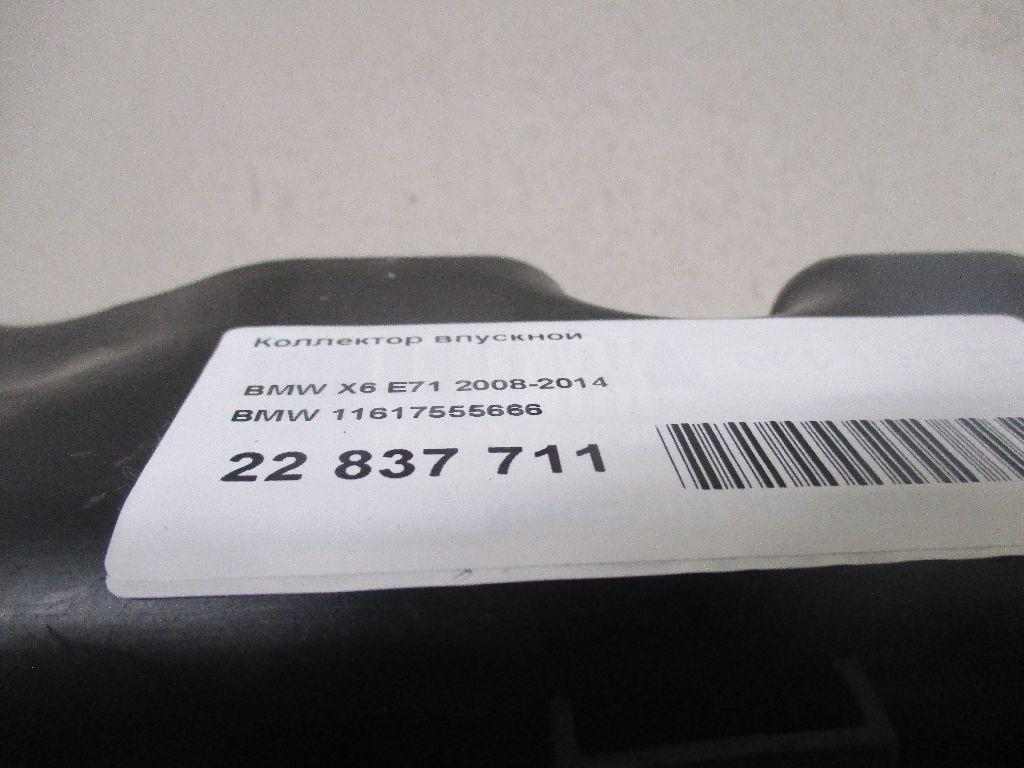 Коллектор впускной
BMW X6 E71 2008-2014
BMW 11617555666
22 837 711